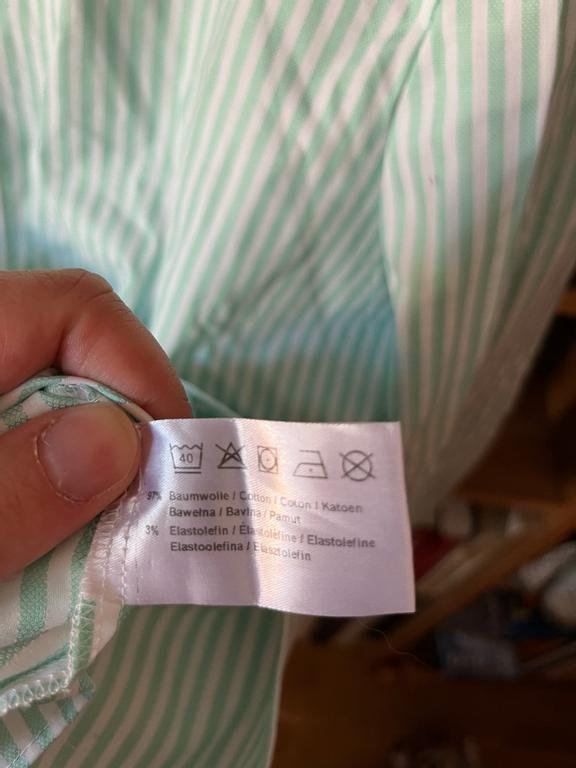 40
97% Baumwolle / Cotton / Coton / Katoen
Bawełna / Bavlna / Pamut
3% Elastolefin / Élastoléfine / Elastolefine
Elastoolefina / Elasztolefin